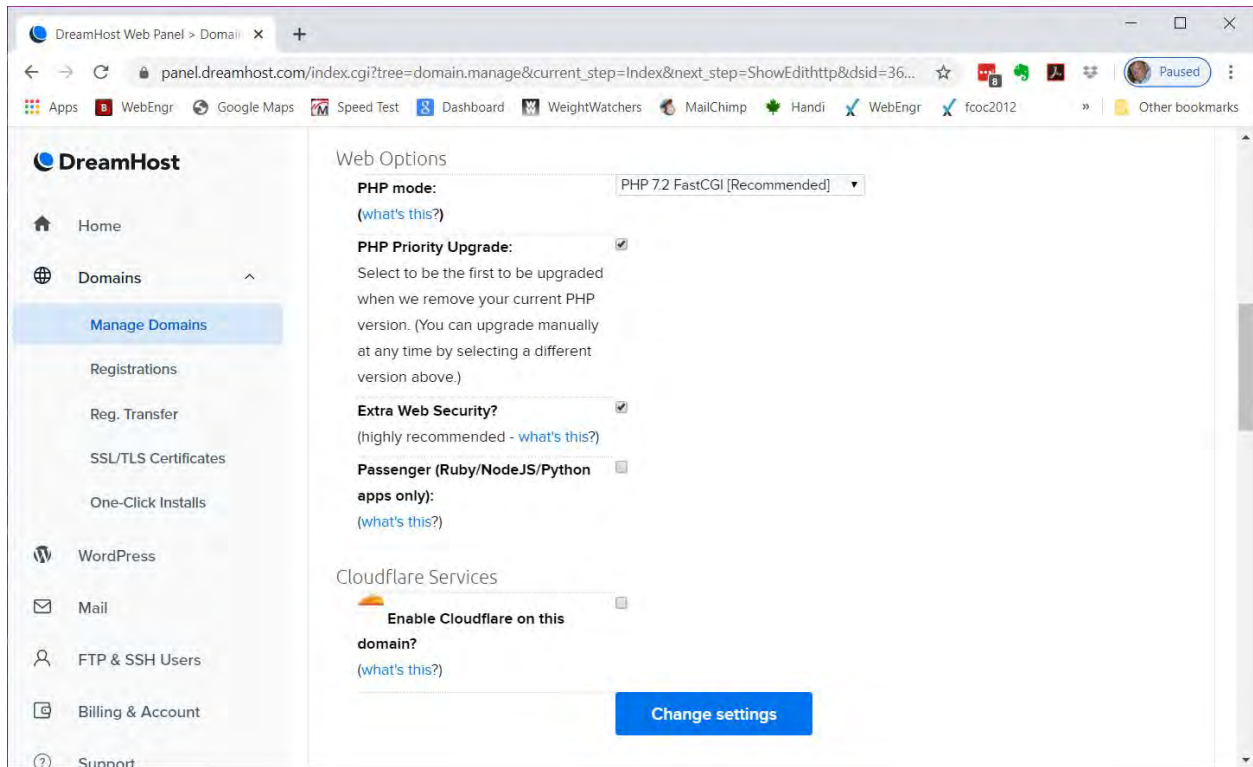 DreamHost Web Panel > Domai
panel.dreamhost.com/index.cgi?tree=domain.manage&current_step=Index&next_step=ShowEdithttp&dsid=36...
8
Paused
Apps
WebEngr
Google Maps
Speed Test
Dashboard
WeightWatchers
MailChimp
Handi
WebEngr
fcoc2012
»
Other bookmarks
DreamHost
Home
Domains
Manage Domains
Registrations
Reg. Transfer
SSL/TLS Certificates
One-Click Installs
WordPress
Mail
FTP & SSH Users
Billing & Account
Support
Web Options
PHP mode:
PHP 7.2 FastCGI [Recommended]
(what's this?)
PHP Priority Upgrade:
Select to be the first to be upgraded
when we remove your current PHP
version. (You can upgrade manually
at any time by selecting a different
version above.)
Extra Web Security?
(highly recommended - what's this?)
Passenger (Ruby/NodeJS/Python
apps only):
(what's this?)
Cloudflare Services
Enable Cloudflare on this
domain?
(what's this?)
Change settings